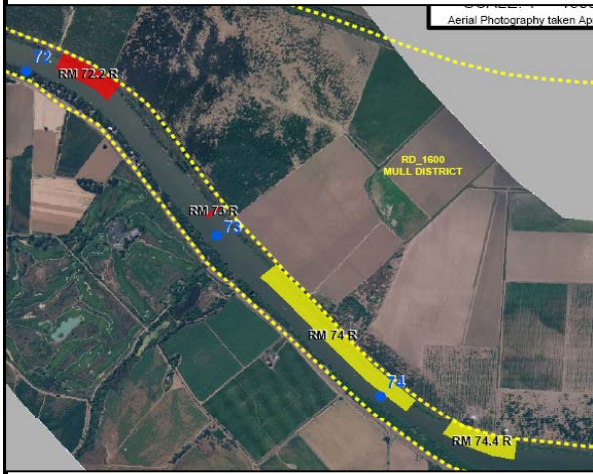 Aerial Photography taken Ap
72
RM 72.2 R
RD_1600
MULL DISTRICT
RM 73 R
73
RM 74 R
74
RM 74.4 R